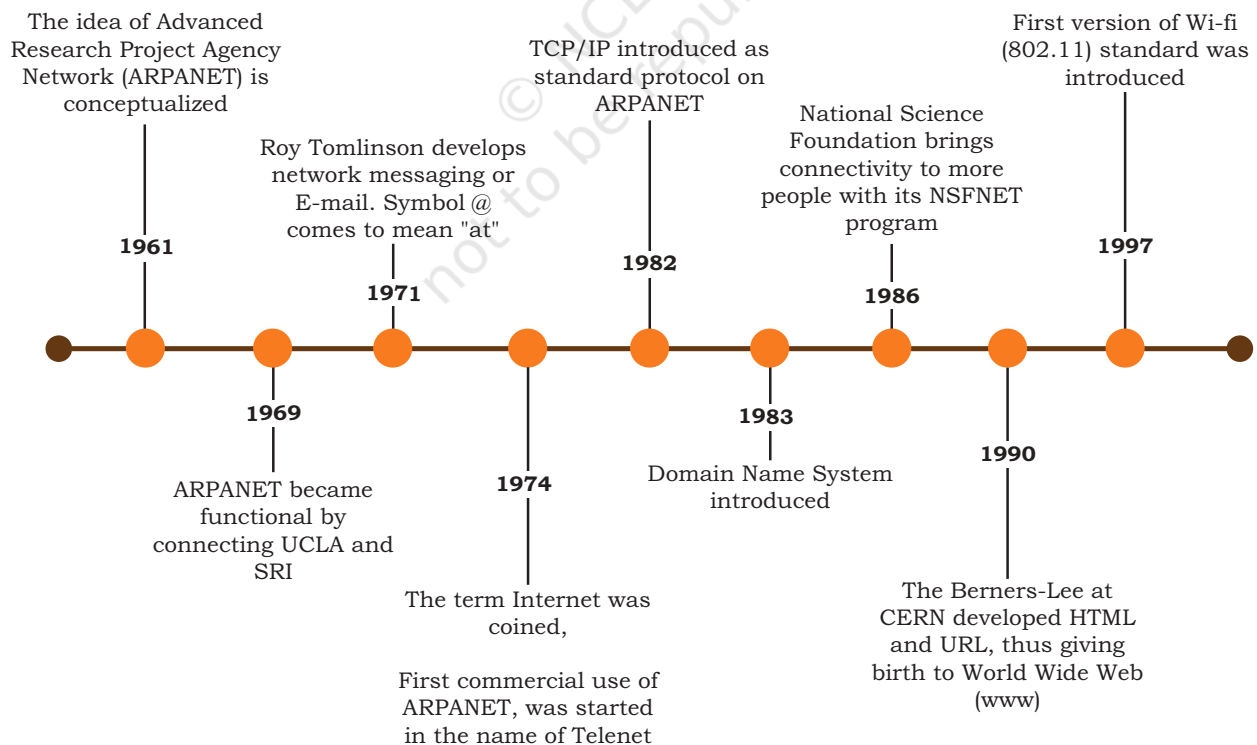 The idea of Advanced
Research Project Agency
Network (ARPANET) is
conceptualized
1961
ARPANET became
functional by
connecting UCLA and
SRI
1969
Roy Tomlinson develops
network messaging or
E-mail. Symbol @
comes to mean "at"
1971
The term Internet was
coined,
First commercial use of
ARPANET, was started
in the name of Telenet
1974
TCP/IP introduced as
standard protocol on
ARPANET
1982
Domain Name System
introduced
1983
National Science
Foundation brings
connectivity to more
people with its NSFNET
program
1986
The Berners-Lee at
CERN developed HTML
and URL, thus giving
birth to World Wide Web
(www)
1990
First version of Wi-fi
(802.11) standard was
introduced
1997
not to be